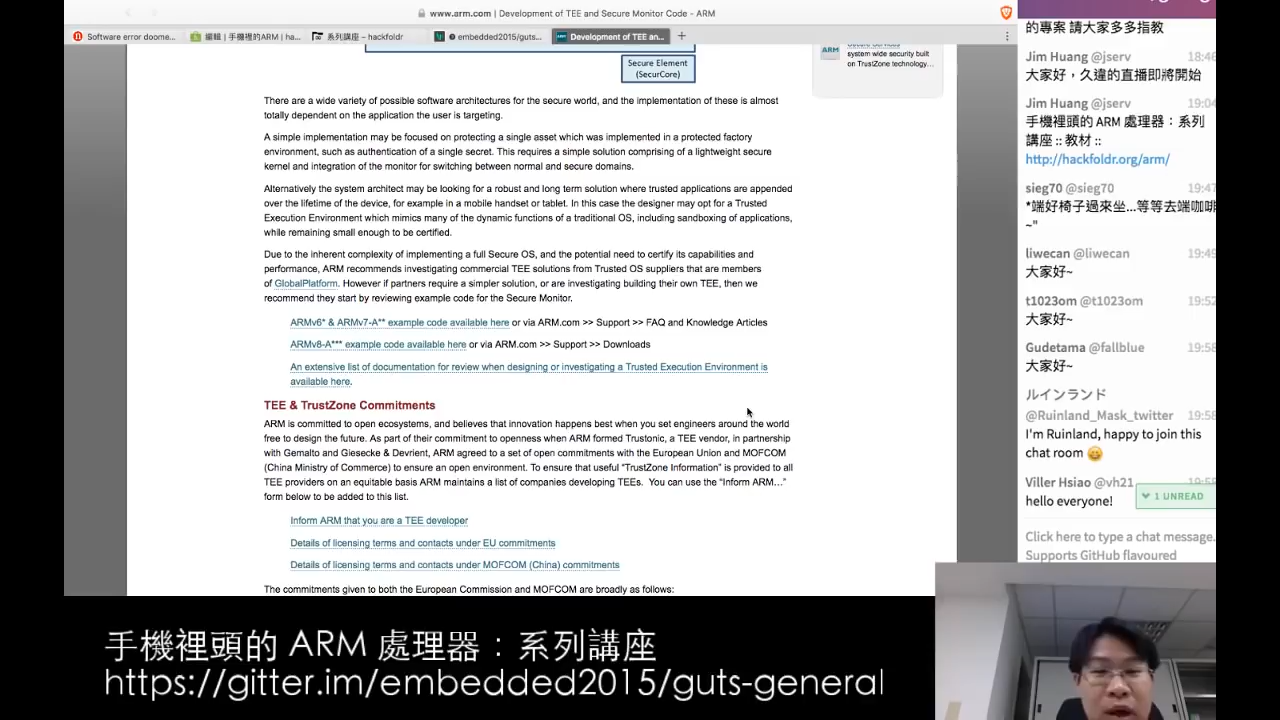 www.arm.com | Development of TEE and Secure Monitor Code - ARM
Software error doome...
編輯 | 手機裡的ARM | ha...
系列講座 – hackfoldr
embedded2015/guts-...
Development of TEE an...
Secure Element
(SecurCore)
ARM
Secure Services
system wide security built
on TrustZone technology...
There are a wide variety of possible software architectures for the secure world, and the implementation of these is almost
totally dependent on the application the user is targeting.
A simple implementation may be focused on protecting a single asset which was implemented in a protected factory
environment, such as authentication of a single secret. This requires a simple solution comprising of a lightweight secure
kernel and integration of the monitor for switching between normal and secure domains.
Alternatively the system architect may be looking for a robust and long term solution where trusted applications are appended
over the lifetime of the device, for example in a mobile handset or tablet. In this case the designer may opt for a Trusted
Execution Environment which mimics many of the dynamic functions of a traditional OS, including sandboxing of applications,
while remaining small enough to be certified.
Due to the inherent complexity of implementing a full Secure OS, and the potential need to certify its capabilities and
performance, ARM recommends investigating commercial TEE solutions from Trusted OS suppliers that are members
of GlobalPlatform. However if partners require a simpler solution, or are investigating building their own TEE, then we
recommend they start by reviewing example code for the Secure Monitor.
ARMv6* & ARMv7-A** example code available here or via ARM.com >> Support >> FAQ and Knowledge Articles
ARMv8-A*** example code available here or via ARM.com >> Support >> Downloads
An extensive list of documentation for review when designing or investigating a Trusted Execution Environment is
available here.
TEE & TrustZone Commitments
ARM is committed to open ecosystems, and believes that innovation happens best when you set engineers around the world
free to design the future. As part of their commitment to openness when ARM formed Trustonic, a TEE vendor, in partnership
with Gemalto and Giesecke & Devrient, ARM agreed to a set of open commitments with the European Union and MOFCOM
(China Ministry of Commerce) to ensure an open environment. To ensure that useful “TrustZone Information” is provided to all
TEE providers on an equitable basis ARM maintains a list of companies developing TEEs. You can use the “Inform ARM...”
form below to be added to this list.
Inform ARM that you are a TEE developer
Details of licensing terms and contacts under EU commitments
Details of licensing terms and contacts under MOFCOM (China) commitments
The commitments given to both the European Commission and MOFCOM are broadly as follows:
的專案 請大家多多指教
Jim Huang @jserv 18:46
大家好，久違的直播即將開始
Jim Huang @jserv 19:04
手機裡頭的 ARM 處理器：系列
講座 :: 教材 ::
http://hackfoldr.org/arm/
sieg70 @sieg70 19:47
*端好椅子過來坐...等等去端咖啡
~"
liwecan @liwecan 19:49
大家好~
t1023om @t1023om 19:52
大家好~
Gudetama @fallblue 19:58
大家好~
ルインランド
@Ruinland_Mask_twitter 19:58
I'm Ruinland, happy to join this
chat room 😄
Viller Hsiao @vh21 19:5
hello everyone!
1 UNREAD
Click here to type a chat message.
Supports GitHub flavoured
手機裡頭的 ARM 處理器：系列講座
https://gitter.im/embedded2015/guts-general